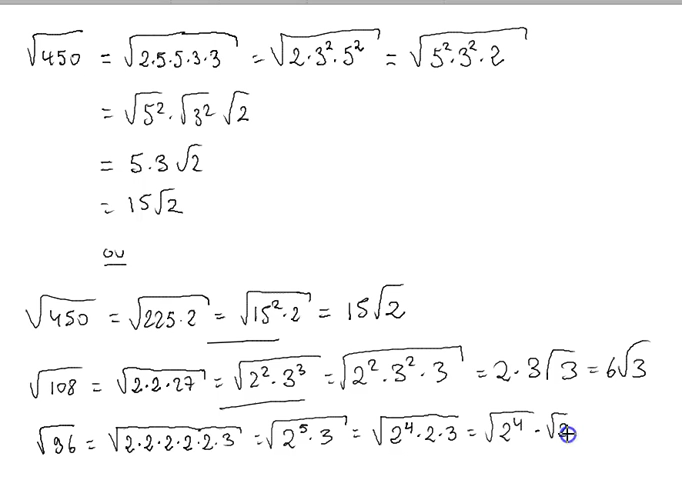 √450 = √2·5·5·3·3 = √2·3²·5² = √5²·3²·2
= √5²·√3² √2
= 5·3√2
= 15√2
ou
√450 = √225·2 = √15²·2 = 15√2
√108 = √2·2·27 = √2²·3³ = √2²·3²·3 = 2·3√3 = 6√3
√96 = √2·2·2·2·2·3 = √2⁵·3 = √2⁴·2·3 = √2⁴·√2